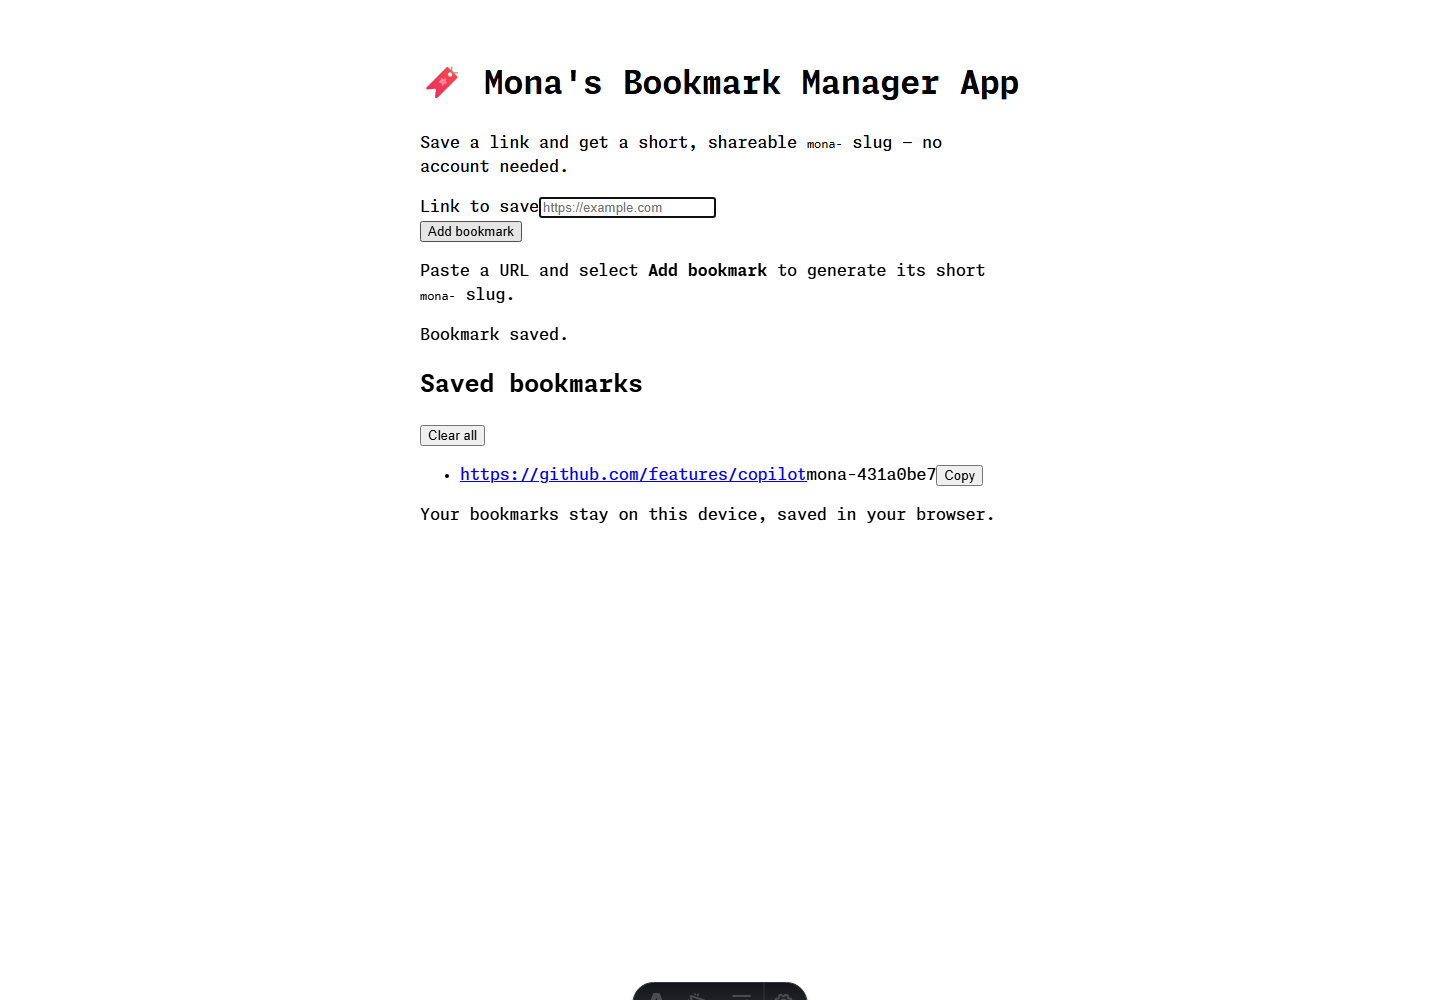 Mona's Bookmark Manager App
Save a link and get a short, shareable mona- slug — no
account needed.
Link to save https://example.com
Add bookmark
Paste a URL and select Add bookmark to generate its short
mona- slug.
Bookmark saved.
Saved bookmarks
Clear all
https://github.com/features/copilot mona-431a0be7 Copy
Your bookmarks stay on this device, saved in your browser.